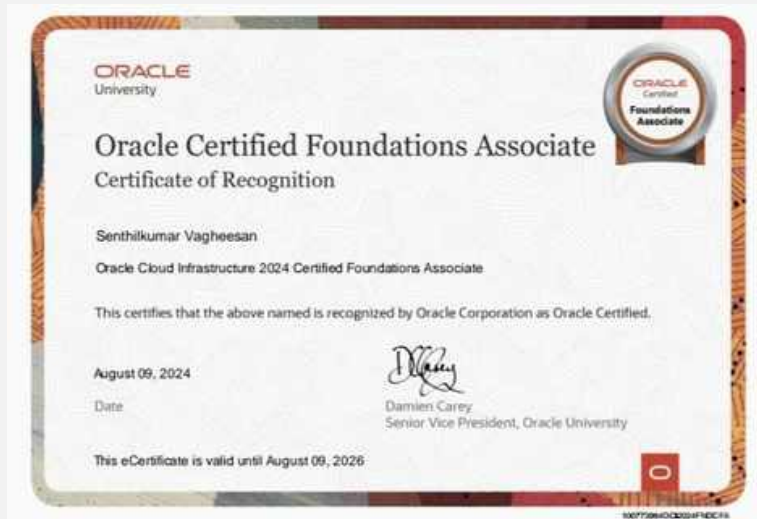 ORACLE
University
ORACLE
Certified
Foundations
Associate
Oracle Certified Foundations Associate
Certificate of Recognition
Senthilkumar Vagheesan
Oracle Cloud Infrastructure 2024 Certified Foundations Associate
This certifies that the above named is recognized by Oracle Corporation as Oracle Certified.
August 09, 2024
Date
Damien Carey
Senior Vice President, Oracle University
This eCertificate is valid until August 09, 2026